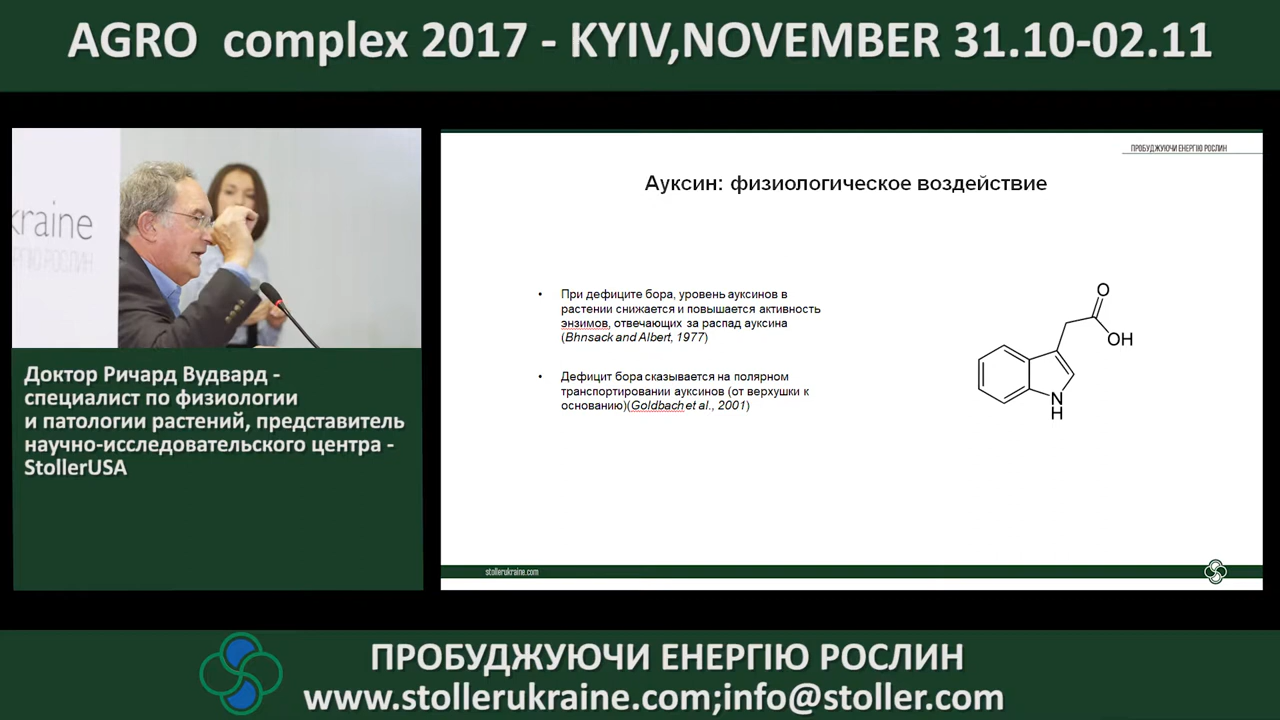 AGRO complex 2017 - KYIV,NOVEMBER 31.10-02.11
kraine
Доктор Ричард Вудвард -
специалист по физиологии
и патологии растений, представитель
научно-исследовательского центра -
StollerUSA
ПРОБУДЖУЮЧИ ЕНЕРГІЮ РОСЛИН
Ауксин: физиологическое воздействие
• При дефиците бора, уровень ауксинов в
растении снижается и повышается активность
энзимов, отвечающих за распад ауксина
(Bhnsack and Albert, 1977)
• Дефицит бора сказывается на полярном
транспортировании ауксинов (от верхушки к
основанию)(Goldbach et al., 2001)
O
OH
N
H
stollerukraine.com
ПРОБУДЖУЮЧИ ЕНЕРГІЮ РОСЛИН
www.stollerukraine.com;info@stoller.com